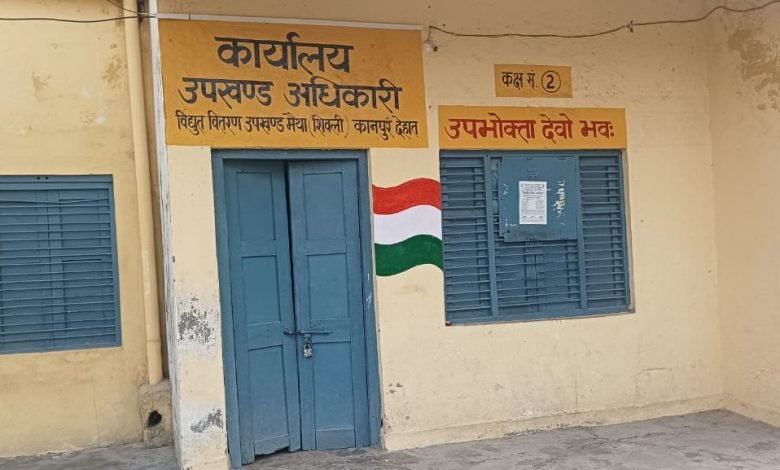 कार्यालय
उपखण्ड अधिकारी
विद्युत वितरण उपखण्ड मैथा (शिवली) कानपुर देहात
कक्ष सं. 2
उपभोक्ता देवो भवः